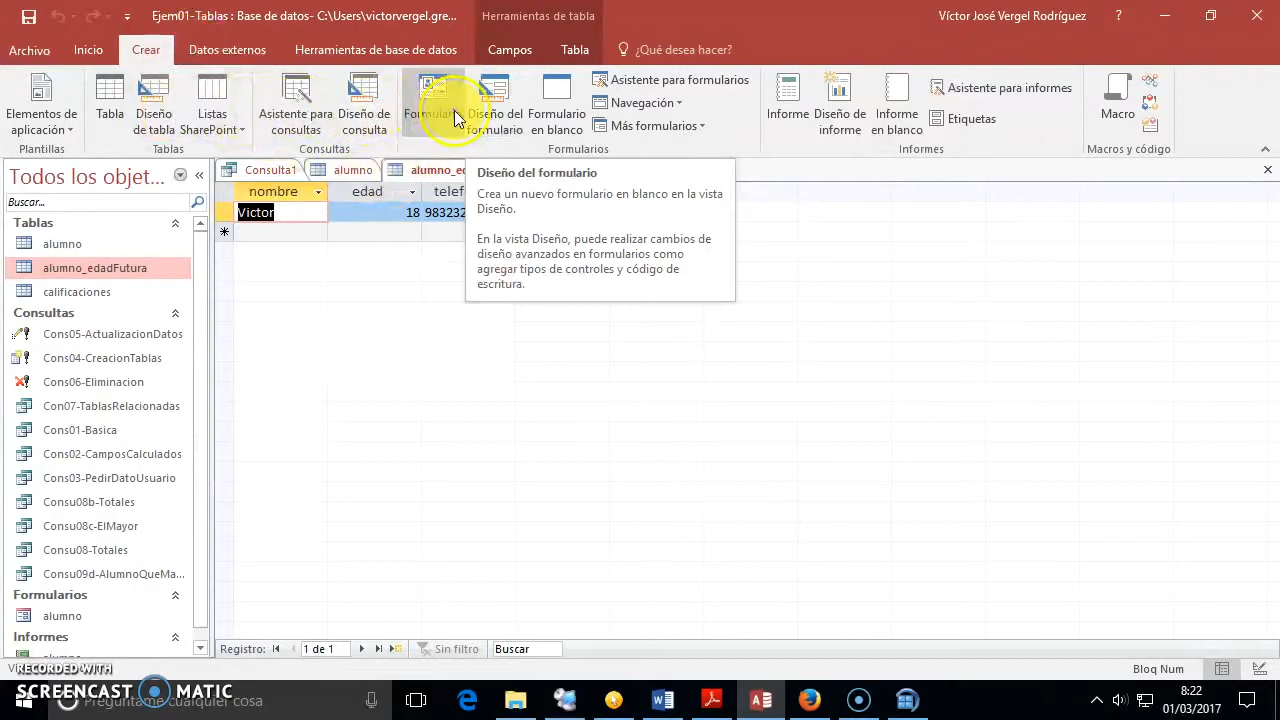 Ejem01-Tablas : Base de datos- C:\Users\victorvergel.gre...
Herramientas de tabla
Víctor José Vergel Rodríguez
?
Archivo
Inicio
Crear
Datos externos
Herramientas de base de datos
Campos
Tabla
¿Qué desea hacer?
Elementos de
aplicación
Plantillas
Tabla
Diseño
de tabla
Listas
SharePoint
Tablas
Asistente para
consultas
Diseño de
consulta
Consultas
Formulario
Diseño del
formulario
Formulario
en blanco
Asistente para formularios
Navegación
Más formularios
Formularios
Informe
Diseño de
informe
Informe
en blanco
Asistente para informes
Etiquetas
Informes
Macro
Macros y código
Todos los objet...
Buscar...
Tablas
alumno
alumno_edadFutura
calificaciones
Consultas
Cons05-ActualizacionDatos
Cons04-CreacionTablas
Cons06-Eliminacion
Con07-TablasRelacionadas
Cons01-Basica
Cons02-CamposCalculados
Cons03-PedirDatoUsuario
Consu08b-Totales
Consu08c-ElMayor
Consu08-Totales
Consu09d-AlumnoQueMa...
Formularios
alumno
Informes
Consulta1
alumno
alumno_ed
nombre
edad
telef
Victor
18
983232
Diseño del formulario
Crea un nuevo formulario en blanco en la vista
Diseño.
En la vista Diseño, puede realizar cambios de
diseño avanzados en formularios como
agregar tipos de controles y código de
escritura.
Registro:
1 de 1
Sin filtro
Buscar
Bloq Num
RECORDED WITH
SCREENCAST MATIC
Pregúntame cualquier cosa
8:22
01/03/2017